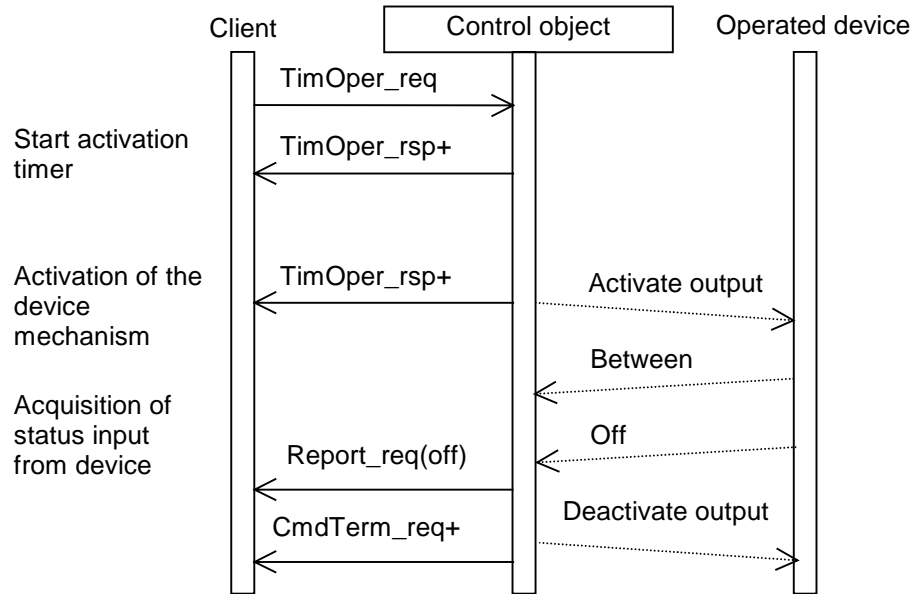 Client
Control object
Operated device
TimOper_req
Start activation
timer
TimOper_rsp+
Activation of the
device
mechanism
TimOper_rsp+
Activate output
Between
Acquisition of
status input
from device
Off
Report_req(off)
Deactivate output
CmdTerm_req+